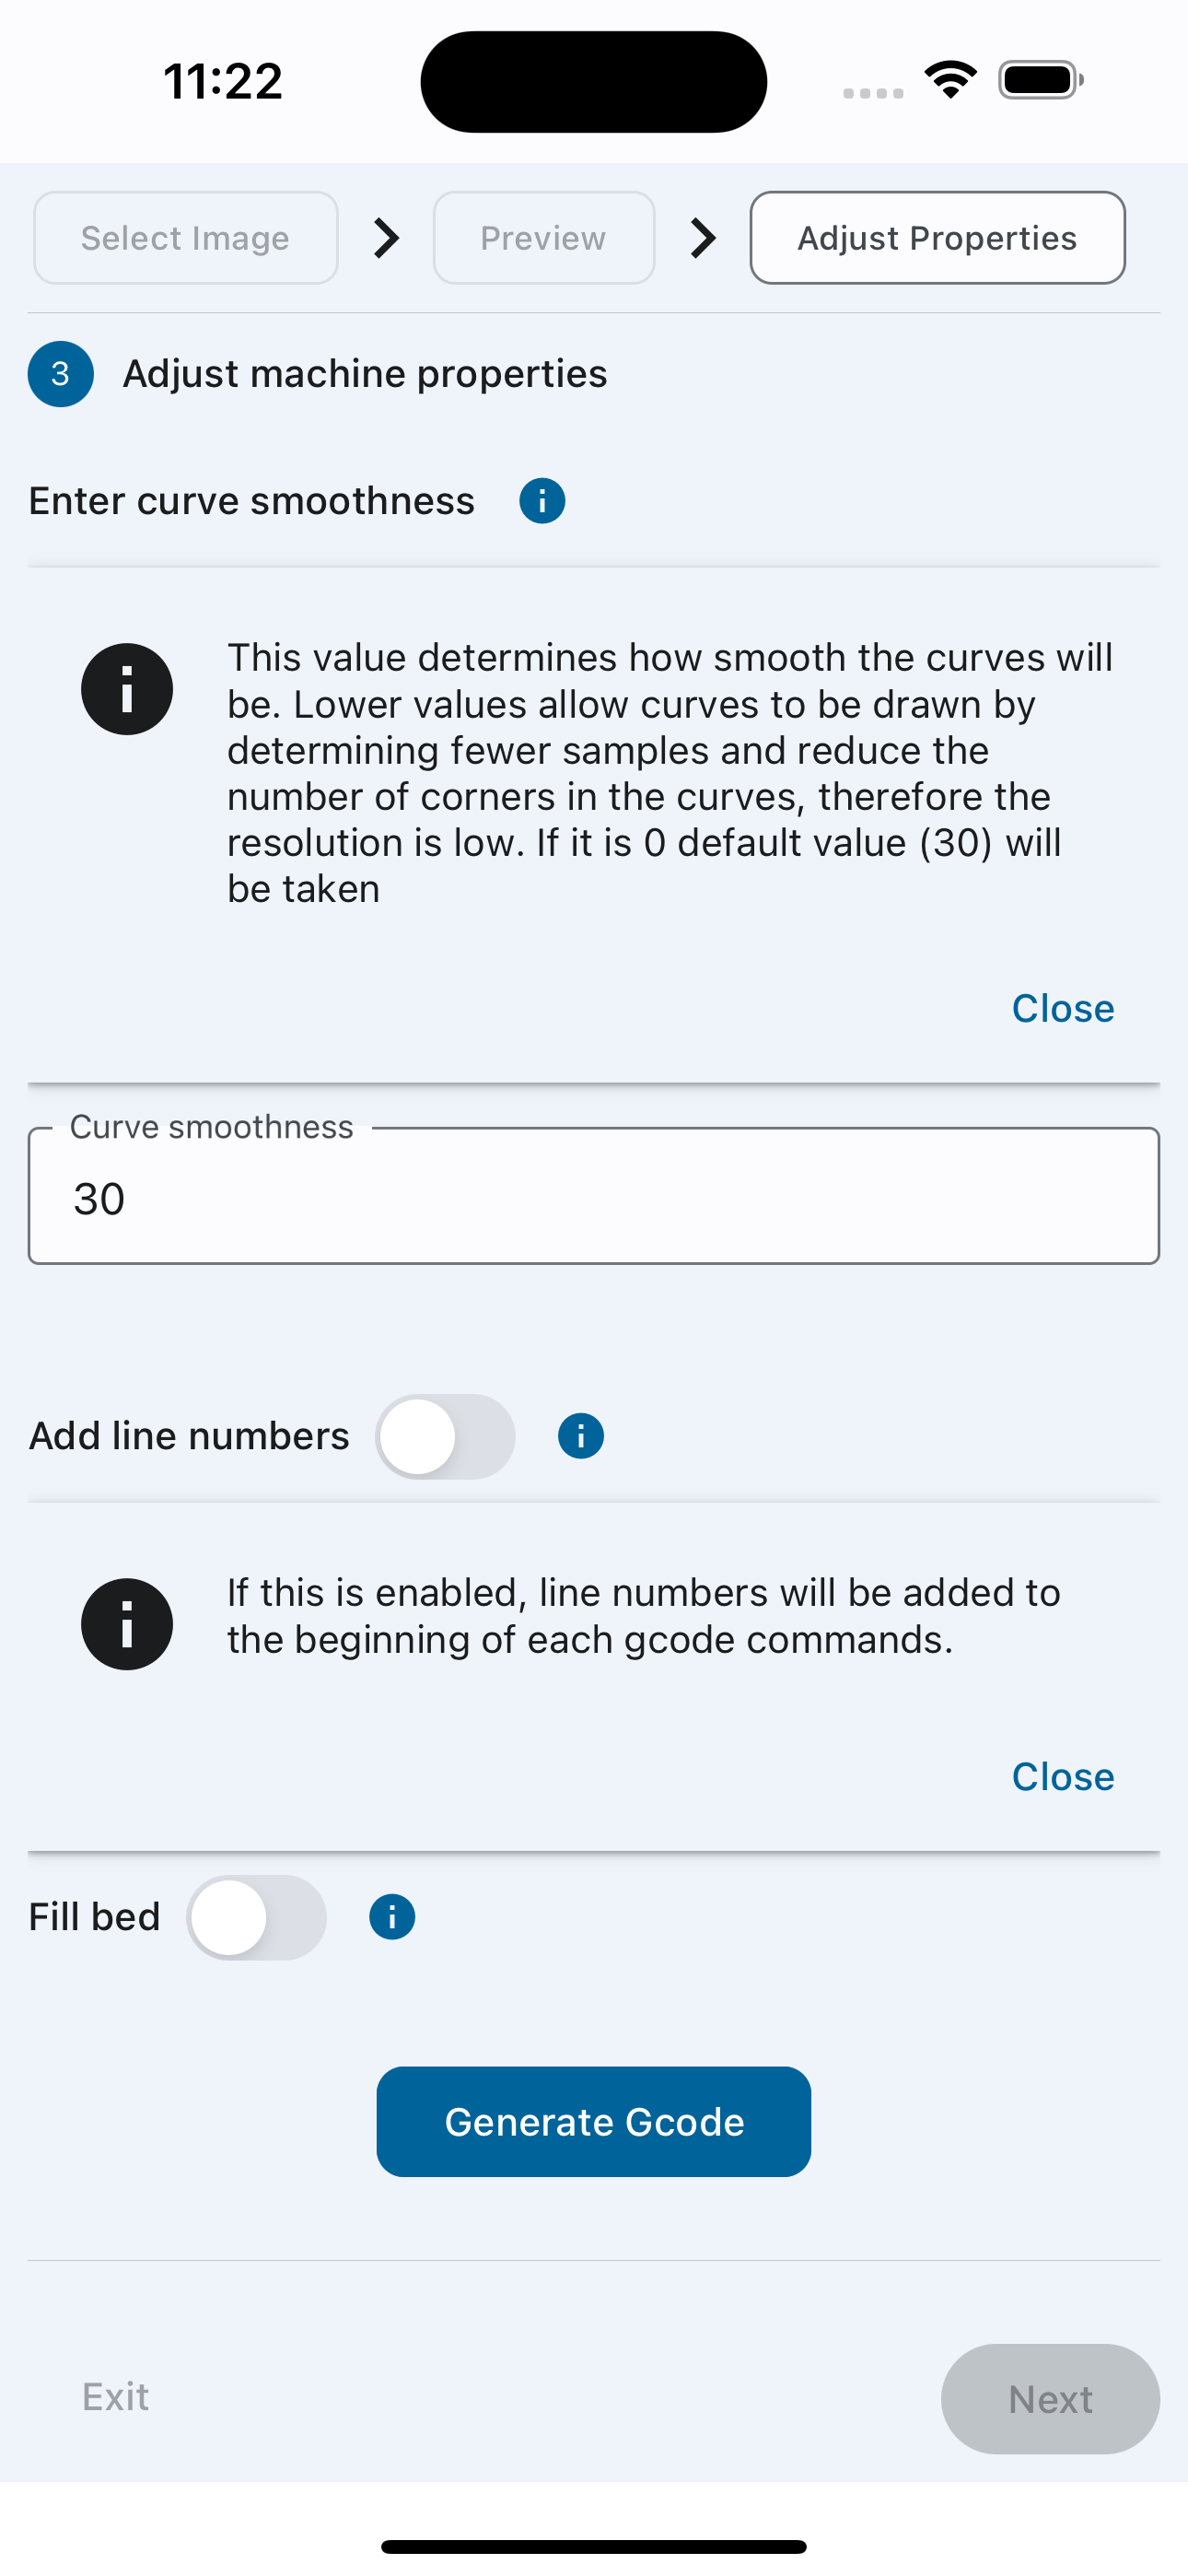 11:22
Select Image
Preview
Adjust Properties
3 Adjust machine properties
Enter curve smoothness
This value determines how smooth the curves will
be. Lower values allow curves to be drawn by
determining fewer samples and reduce the
number of corners in the curves, therefore the
resolution is low. If it is 0 default value (30) will
be taken
Close
Curve smoothness
30
Add line numbers
If this is enabled, line numbers will be added to
the beginning of each gcode commands.
Close
Fill bed
Generate Gcode
Exit
Next